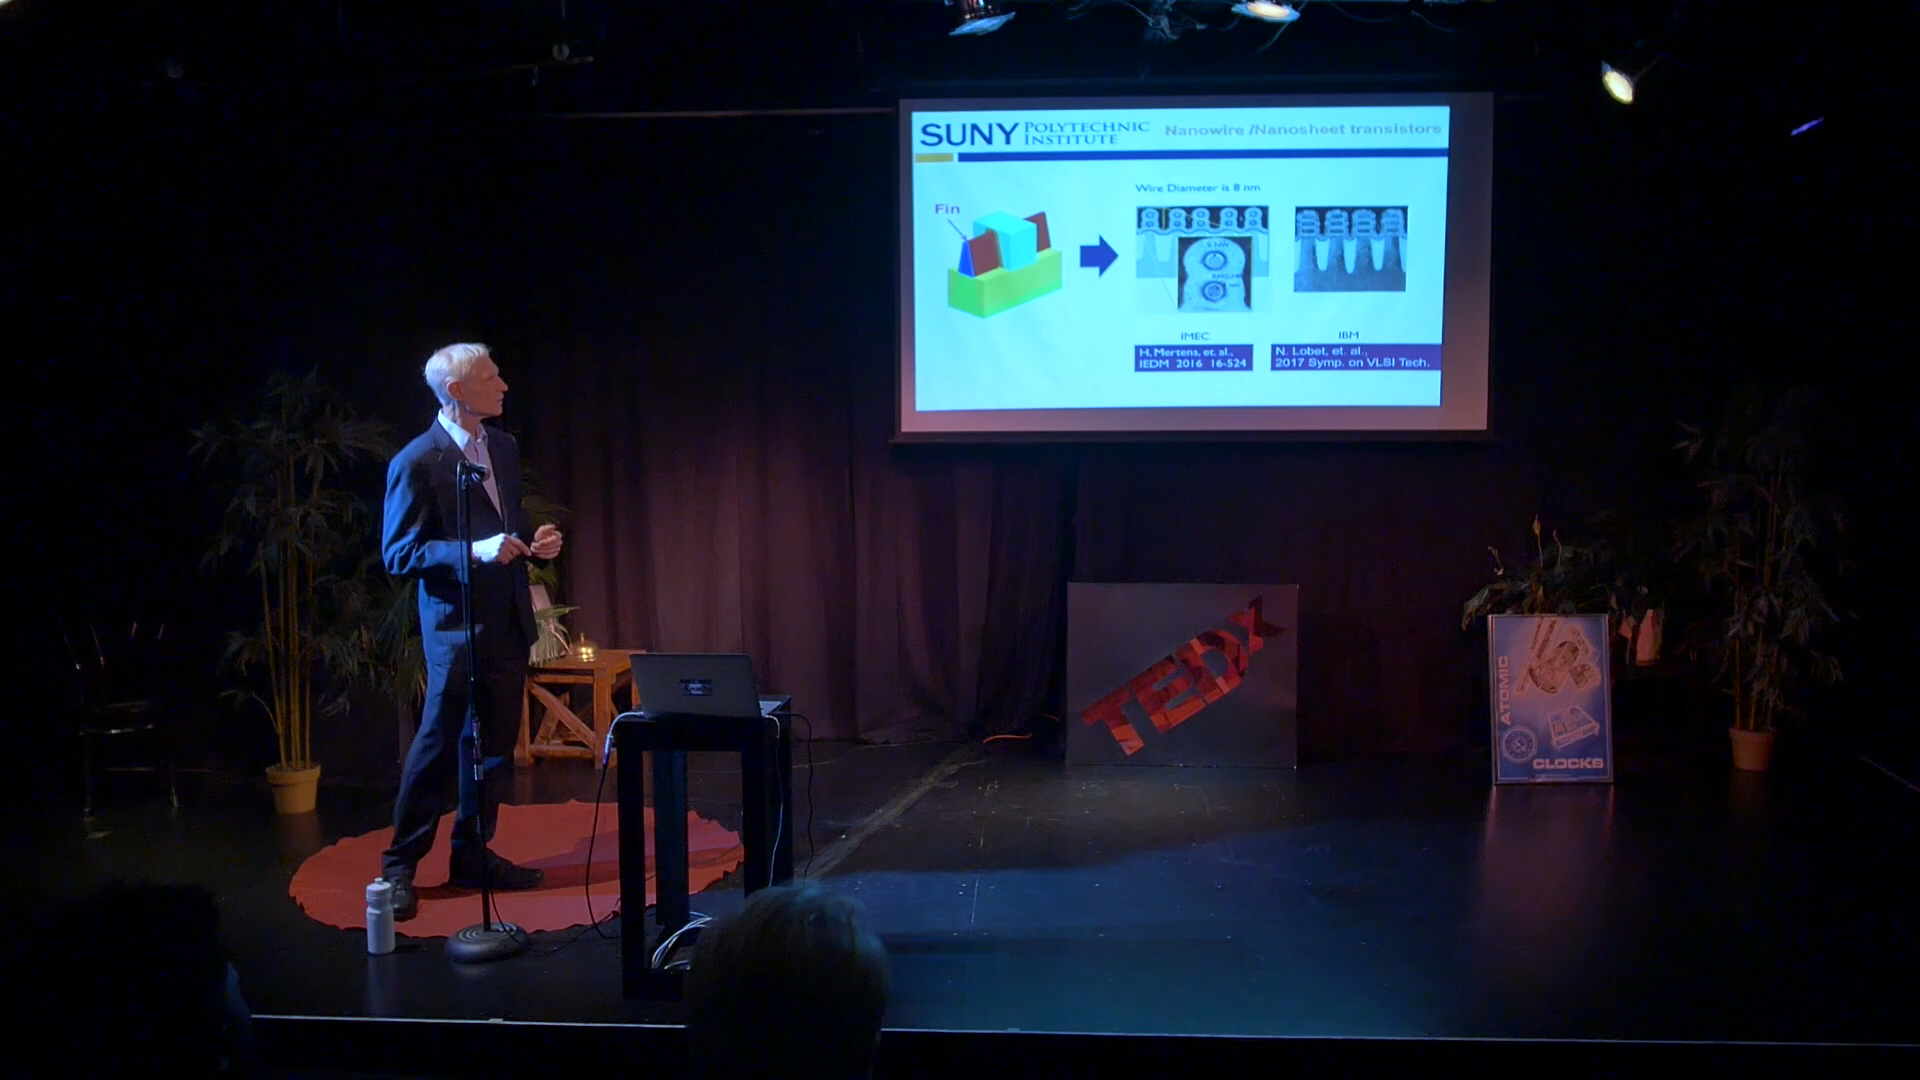 SUNY POLYTECHNIC INSTITUTE
Nanowire /Nanosheet transistors
Fin
Wire Diameter is 8 nm
IMEC
H. Mertens, et. al.,
IEDM 2016 16-524
IBM
N. Lobet, et. al.,
2017 Symp. on VLSI Tech.
TEDx
ATOMIC
CLOCKS